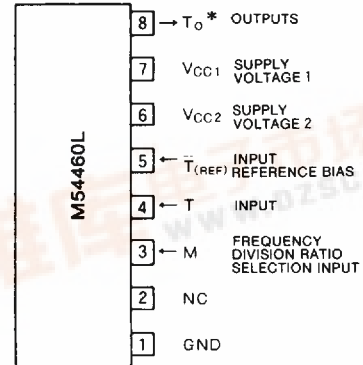 8 → To* OUTPUTS
7 VCC1 SUPPLY
VOLTAGE 1
6 VCC2 SUPPLY
VOLTAGE 2
5 ← T̄(REF) INPUT
REFERENCE BIAS
4 ← T INPUT
3 ← M FREQUENCY
DIVISION RATIO
SELECTION INPUT
2 NC
1 GND
M54460L